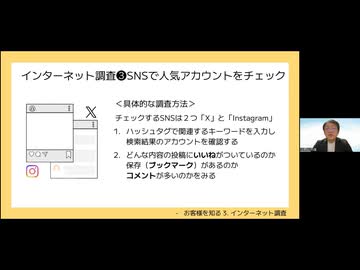 インターネット調査❸SNSで人気アカウントをチェック
＜具体的な調査方法＞
チェックするSNSは２つ「X」と「Instagram」
1. ハッシュタグで関連するキーワードを入力し
検索結果のアカウントを確認する
2. どんな内容の投稿にいいねがついているのか
保存（ブックマーク）があるのか
コメントが多いのかをみる
- お客様を知る 3. インターネット調査